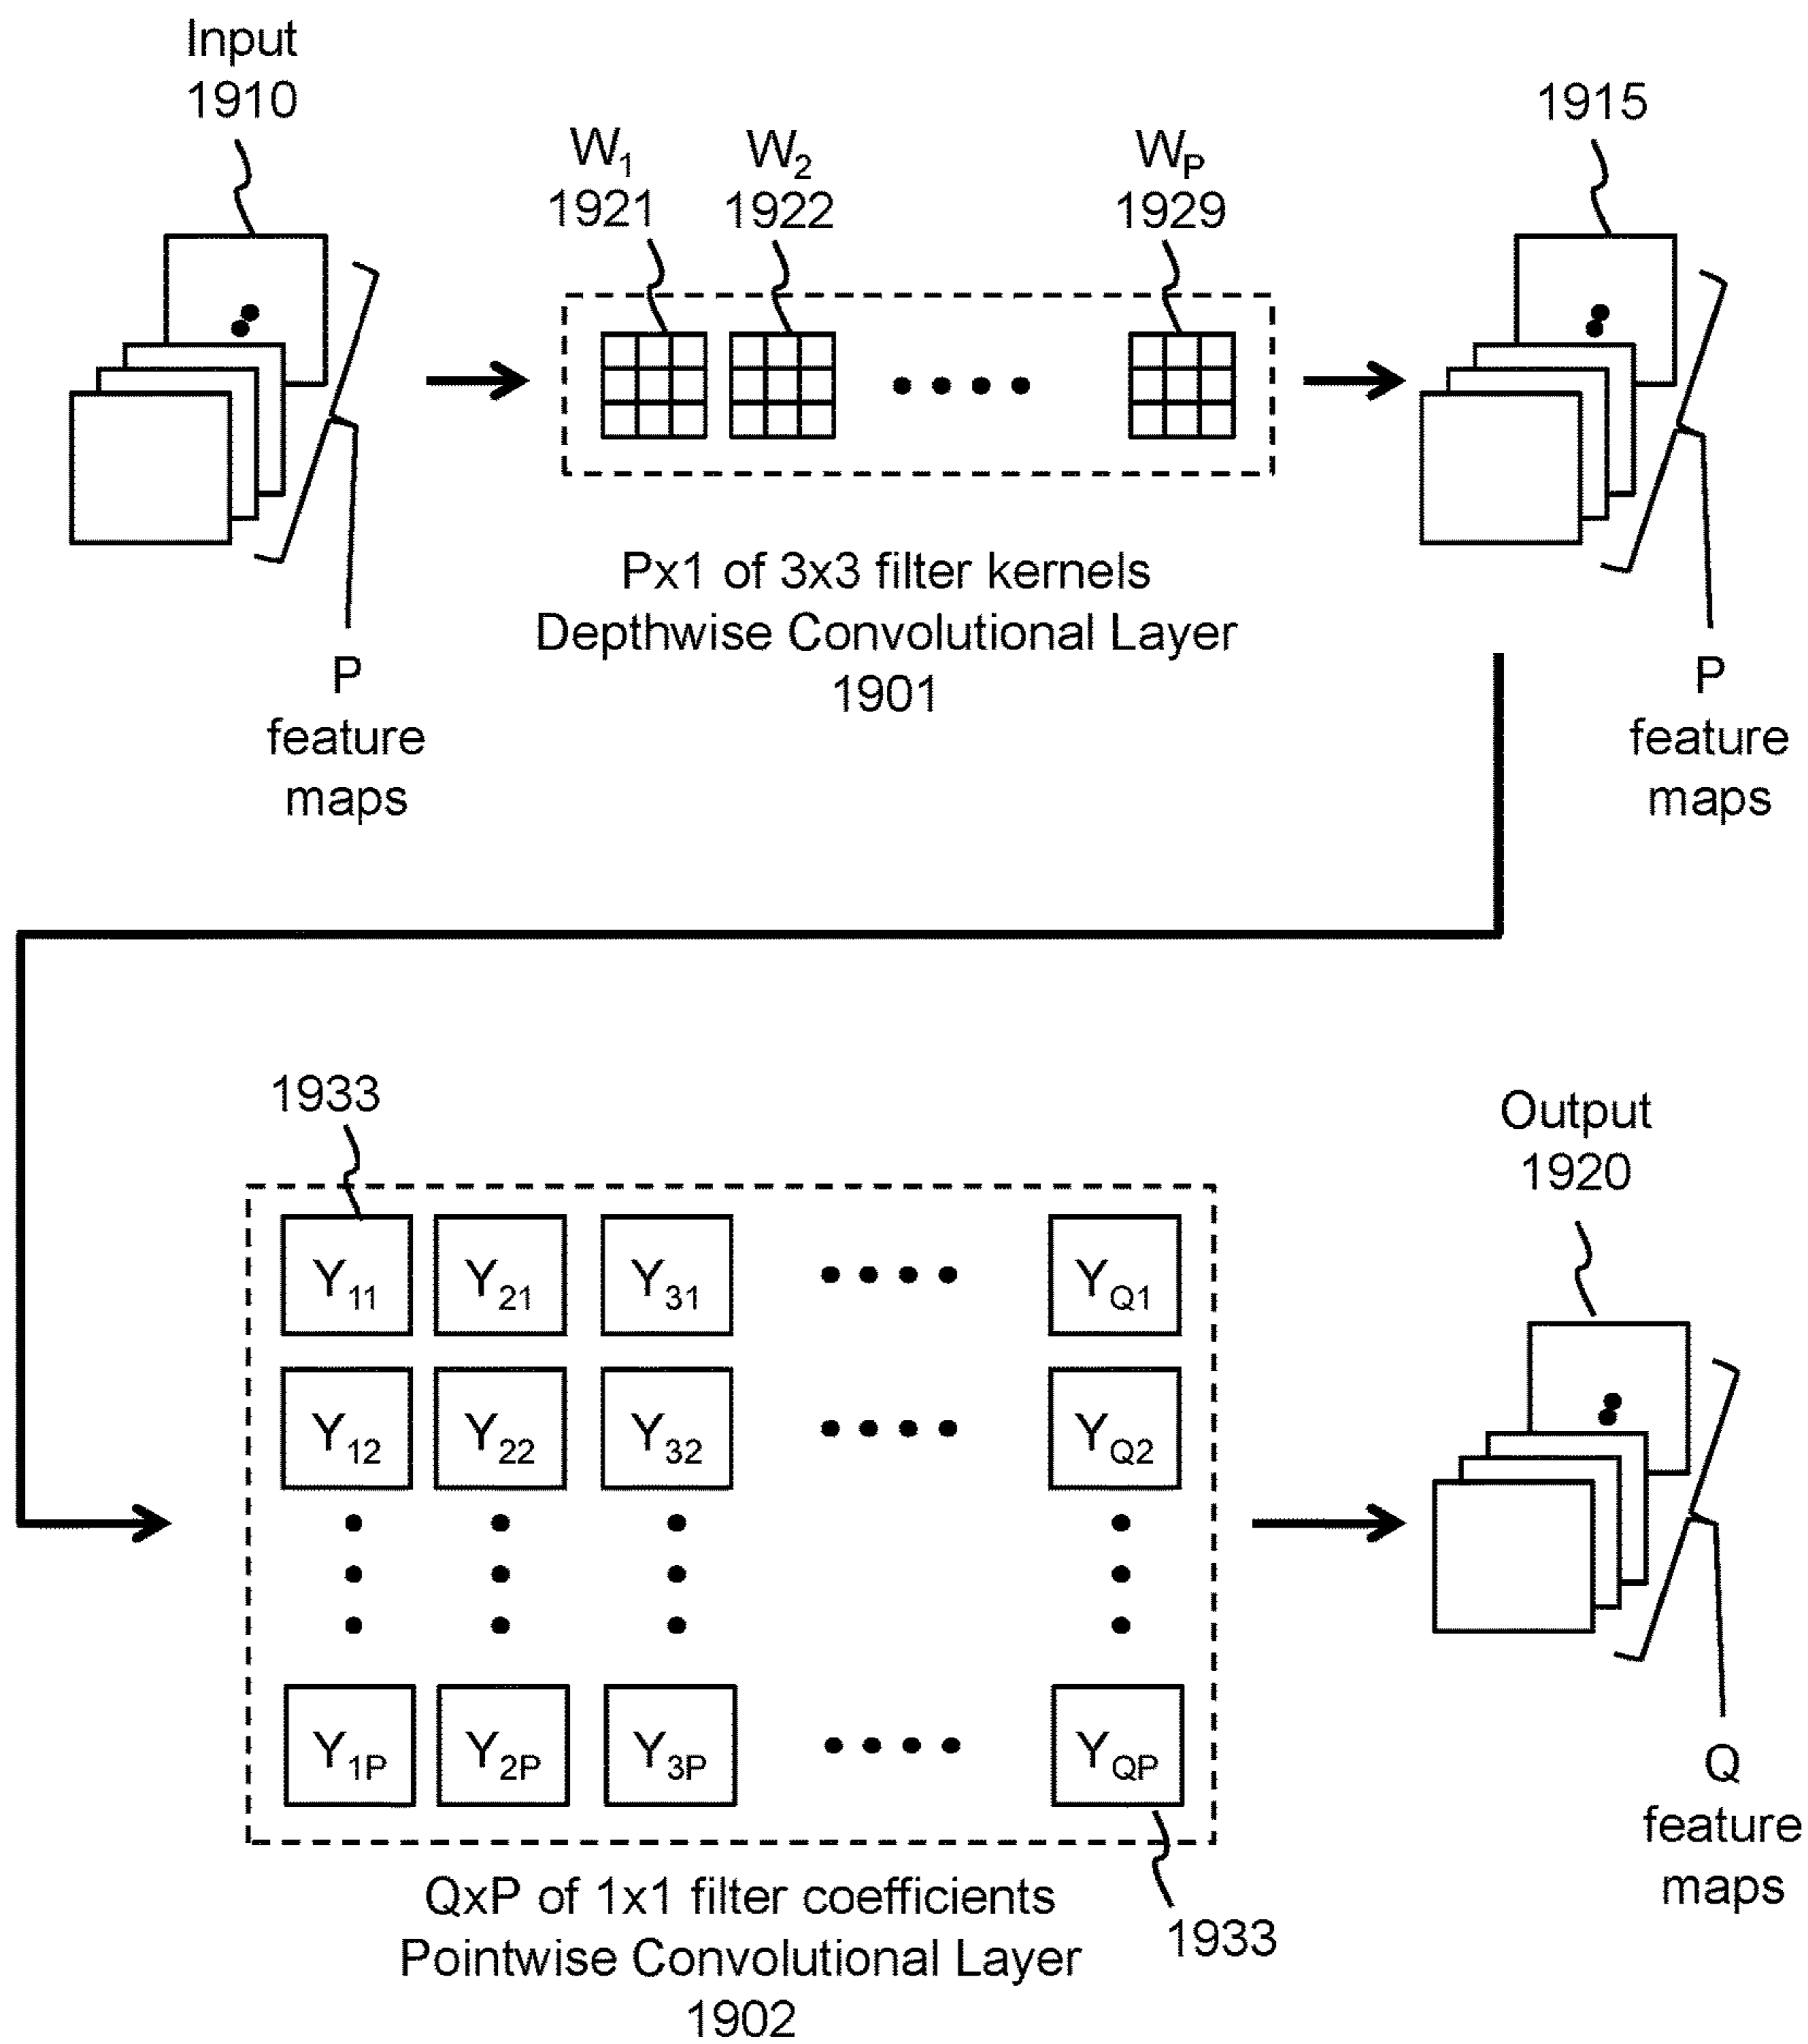 Input
1910
1915
W1
1921
W2
1922
WP
1929
Px1 of 3x3 filter kernels
Depthwise Convolutional Layer
1901
P
feature
maps
P
feature
maps
1933
Output
1920
Y11 Y21 Y31 YQ1
Y12 Y22 Y32 YQ2
Y1P Y2P Y3P YQP
Q
feature
maps
QxP of 1x1 filter coefficients
Pointwise Convolutional Layer
1902
1933